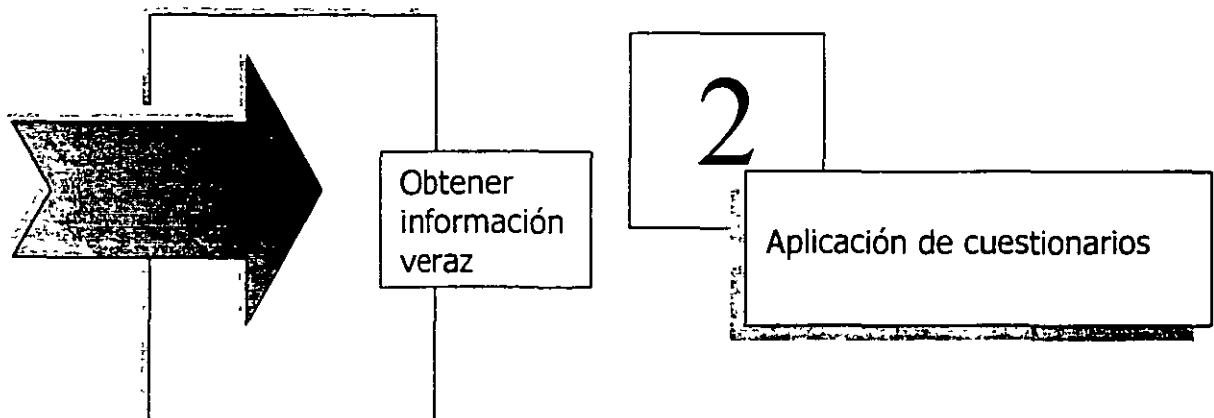 Obtener
información
veraz
2
Aplicación de cuestionarios